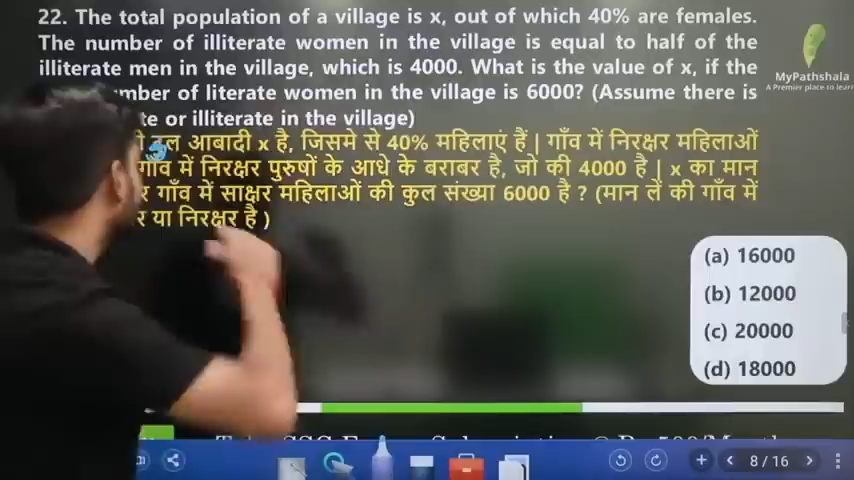 22. The total population of a village is x, out of which 40% are females.
The number of illiterate women in the village is equal to half of the
illiterate men in the village, which is 4000. What is the value of x, if the
mber of literate women in the village is 6000? (Assume there is
te or illiterate in the village)
आबादी x है, जिसमे से 40% महिलाएं हैं | गाँव में निरक्षर महिलाओं
गाँव में निरक्षर पुरुषों के आधे के बराबर है, जो की 4000 है | x का मान
र गाँव में साक्षर महिलाओं की कुल संख्या 6000 है ? (मान लें की गाँव में
र या निरक्षर है )
MyPathshala
A Premier place to learn
(a) 16000
(b) 12000
(c) 20000
(d) 18000
8 / 16